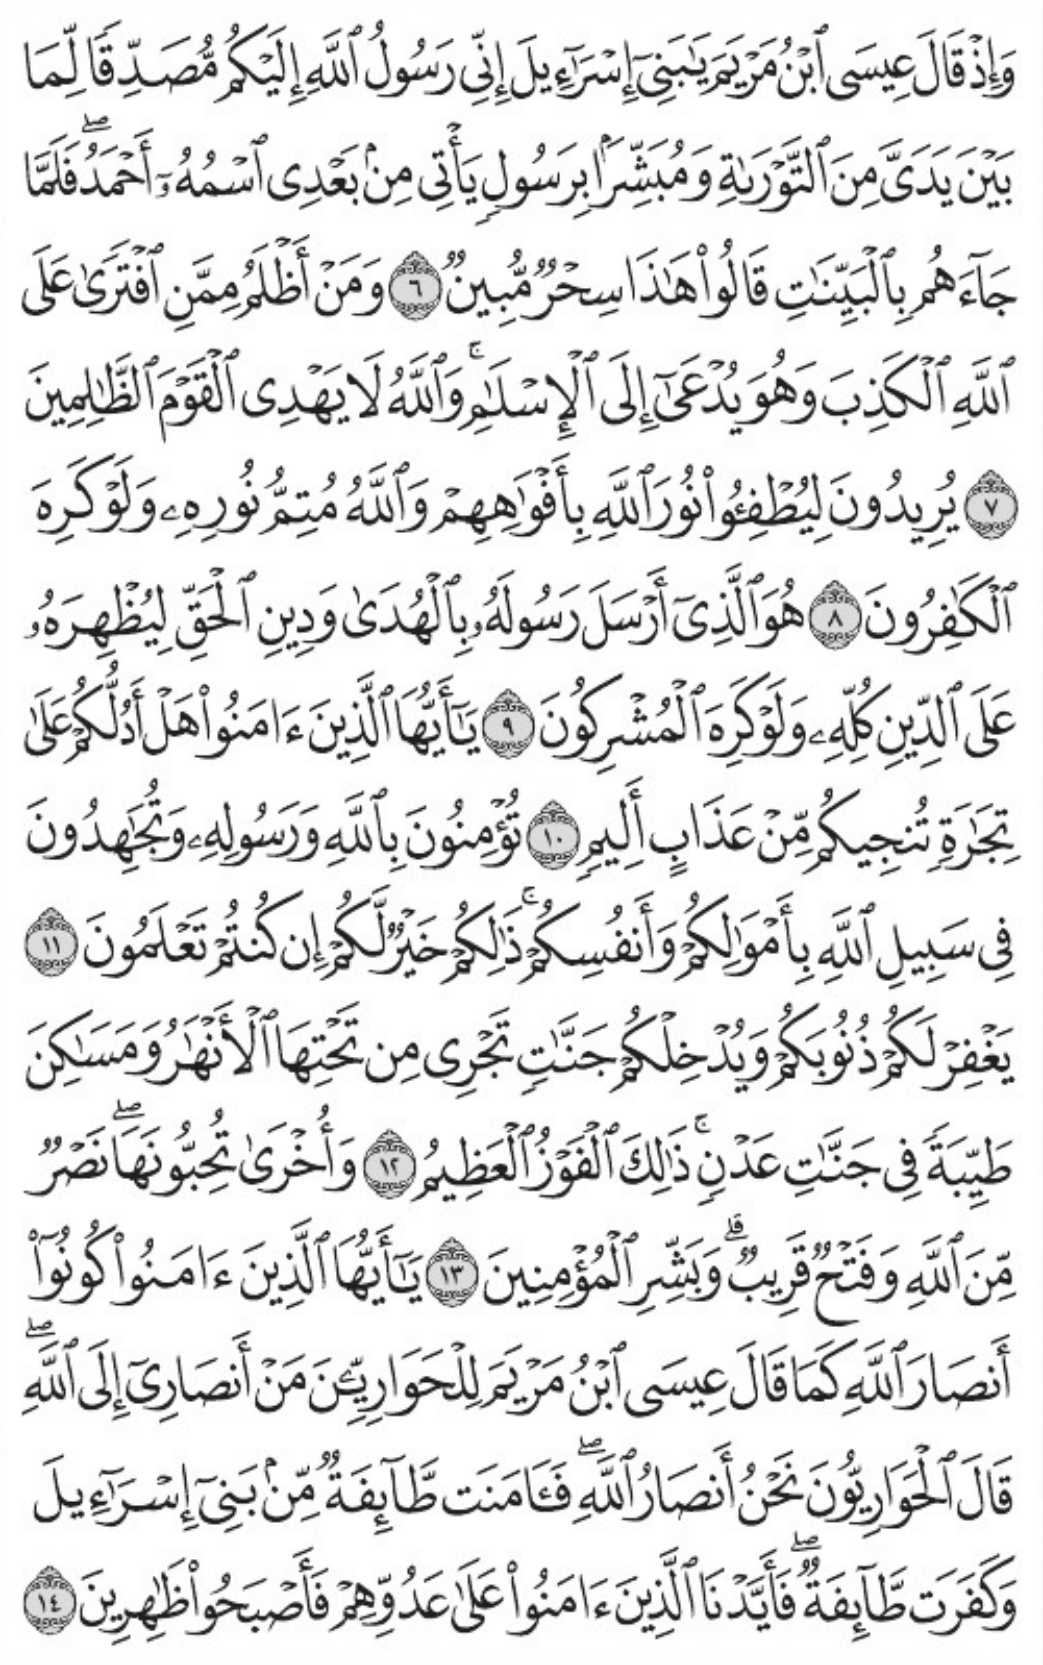 وَإِذْ قَالَ عِيسَى ٱبْنُ مَرْيَمَ يَٰبَنِىٓ إِسْرَٰٓءِيلَ إِنِّى رَسُولُ ٱللَّهِ إِلَيْكُم مُّصَدِّقًا لِّمَا
بَيْنَ يَدَىَّ مِنَ ٱلتَّوْرَىٰةِ وَمُبَشِّرًۢا بِرَسُولٍ يَأْتِى مِنۢ بَعْدِى ٱسْمُهُۥٓ أَحْمَدُ ۖ فَلَمَّا
جَآءَهُم بِٱلْبَيِّنَٰتِ قَالُوا۟ هَٰذَا سِحْرٌ مُّبِينٌ ٦ وَمَنْ أَظْلَمُ مِمَّنِ ٱفْتَرَىٰ عَلَى
ٱللَّهِ ٱلْكَذِبَ وَهُوَ يُدْعَىٰٓ إِلَى ٱلْإِسْلَٰمِ ۚ وَٱللَّهُ لَا يَهْدِى ٱلْقَوْمَ ٱلظَّٰلِمِينَ
٧ يُرِيدُونَ لِيُطْفِـُٔوا۟ نُورَ ٱللَّهِ بِأَفْوَٰهِهِمْ وَٱللَّهُ مُتِمُّ نُورِهِۦ وَلَوْ كَرِهَ
ٱلْكَٰفِرُونَ ٨ هُوَ ٱلَّذِىٓ أَرْسَلَ رَسُولَهُۥ بِٱلْهُدَىٰ وَدِينِ ٱلْحَقِّ لِيُظْهِرَهُۥ
عَلَى ٱلدِّينِ كُلِّهِۦ وَلَوْ كَرِهَ ٱلْمُشْرِكُونَ ٩ يَٰٓأَيُّهَا ٱلَّذِينَ ءَامَنُوا۟ هَلْ أَدُلُّكُمْ عَلَىٰ
تِجَٰرَةٍ تُنجِيكُم مِّنْ عَذَابٍ أَلِيمٍ ١٠ تُؤْمِنُونَ بِٱللَّهِ وَرَسُولِهِۦ وَتُجَٰهِدُونَ
فِى سَبِيلِ ٱللَّهِ بِأَمْوَٰلِكُمْ وَأَنفُسِكُمْ ۚ ذَٰلِكُمْ خَيْرٌ لَّكُمْ إِن كُنتُمْ تَعْلَمُونَ ١١
يَغْفِرْ لَكُمْ ذُنُوبَكُمْ وَيُدْخِلْكُمْ جَنَّٰتٍ تَجْرِى مِن تَحْتِهَا ٱلْأَنْهَٰرُ وَمَسَٰكِنَ
طَيِّبَةً فِى جَنَّٰتِ عَدْنٍ ۚ ذَٰلِكَ ٱلْفَوْزُ ٱلْعَظِيمُ ١٢ وَأُخْرَىٰ تُحِبُّونَهَا ۖ نَصْرٌ
مِّنَ ٱللَّهِ وَفَتْحٌ قَرِيبٌ ۗ وَبَشِّرِ ٱلْمُؤْمِنِينَ ١٣ يَٰٓأَيُّهَا ٱلَّذِينَ ءَامَنُوا۟ كُونُوٓا۟
أَنصَارَ ٱللَّهِ كَمَا قَالَ عِيسَى ٱبْنُ مَرْيَمَ لِلْحَوَارِيِّـۧنَ مَنْ أَنصَارِىٓ إِلَى ٱللَّهِ ۖ
قَالَ ٱلْحَوَارِيُّونَ نَحْنُ أَنصَارُ ٱللَّهِ ۖ فَـَٔامَنَت طَّآئِفَةٌ مِّنۢ بَنِىٓ إِسْرَٰٓءِيلَ
وَكَفَرَت طَّآئِفَةٌ ۖ فَأَيَّدْنَا ٱلَّذِينَ ءَامَنُوا۟ عَلَىٰ عَدُوِّهِمْ فَأَصْبَحُوا۟ ظَٰهِرِينَ ١٤